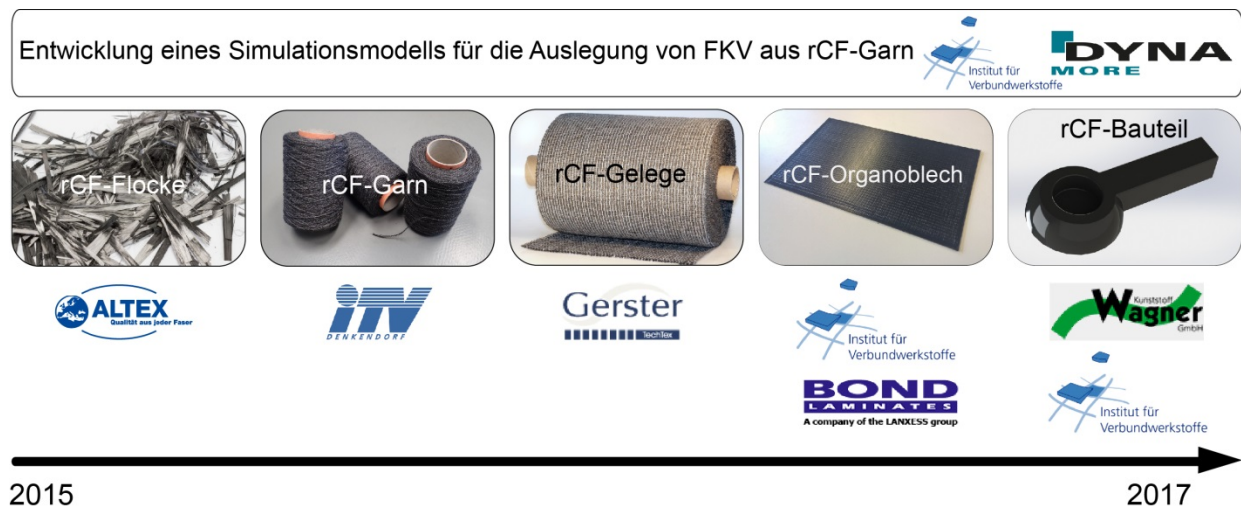 Entwicklung eines Simulationsmodells für die Auslegung von FKV aus rCF-Garn
Institut für
Verbundwerkstoffe
DYNA
MORE
rCF-Flocke
rCF-Garn
rCF-Gelege
rCF-Organoblech
rCF-Bauteil
ALTEX
Qualität aus jeder Faser
itv
DENKENDORF
Gerster
TechTex
Institut für
Verbundwerkstoffe
BOND
LAMINATES
A company of the LANXESS group
Kunststoff
Wagner
GmbH
Institut für
Verbundwerkstoffe
2015
2017